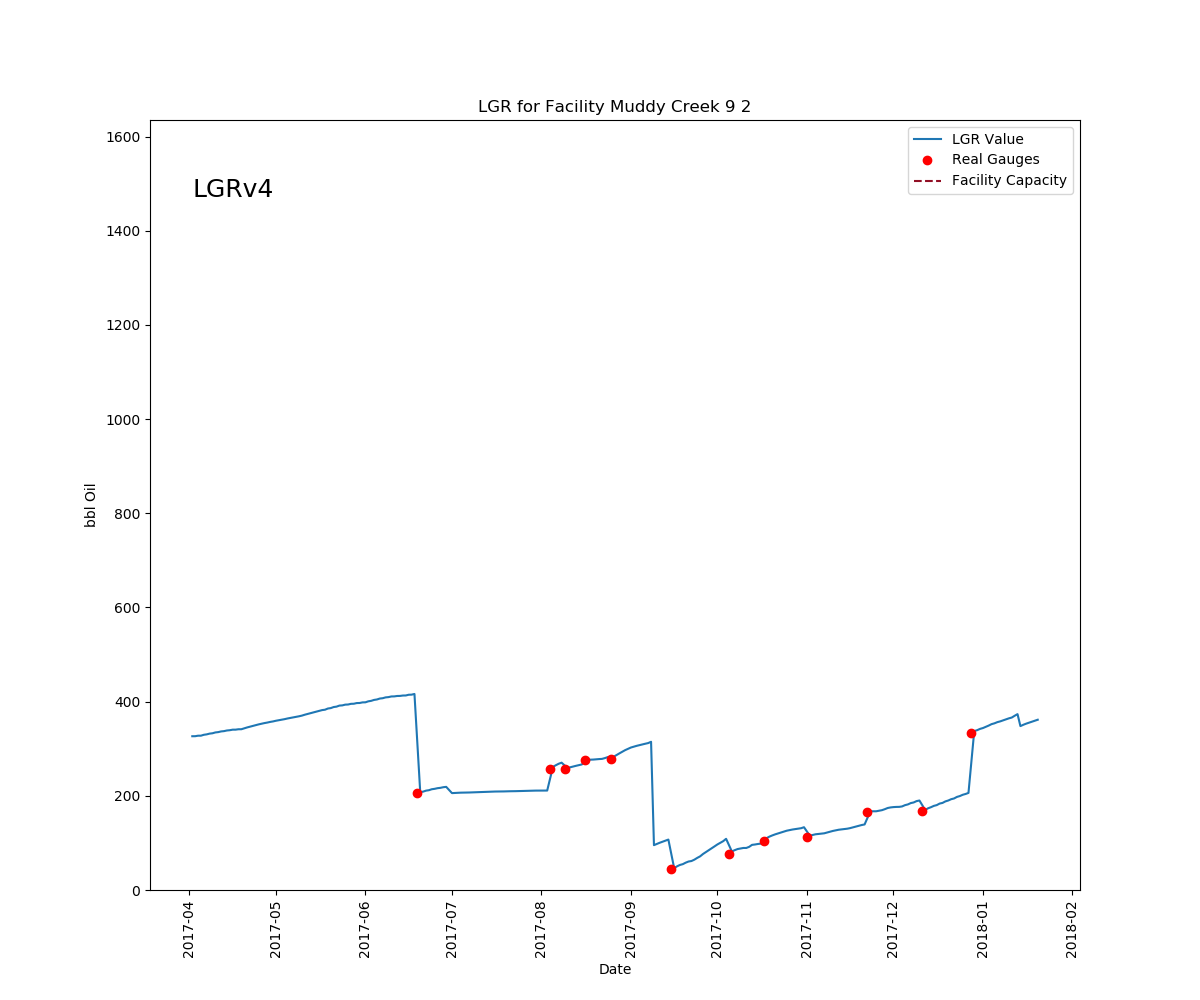 LGR for Facility Muddy Creek 9 2
LGRv4
LGR Value
Real Gauges
Facility Capacity
bbl Oil
1600
1400
1200
1000
800
600
400
200
0
2017-04
2017-05
2017-06
2017-07
2017-08
2017-09
2017-10
2017-11
2017-12
2018-01
2018-02
Date